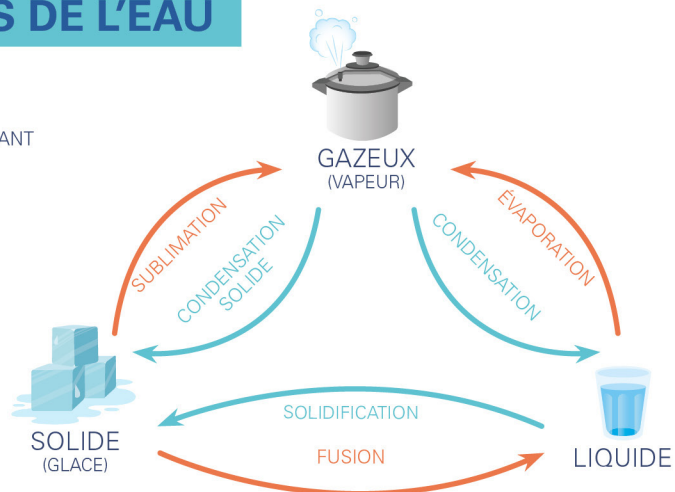 S DE L'EAU
ANT
GAZEUX
(VAPEUR)
SUBLIMATION
CONDENSATION
SOLIDE
CONDENSATION
ÉVAPORATION
SOLIDIFICATION
FUSION
SOLIDE
(GLACE)
LIQUIDE